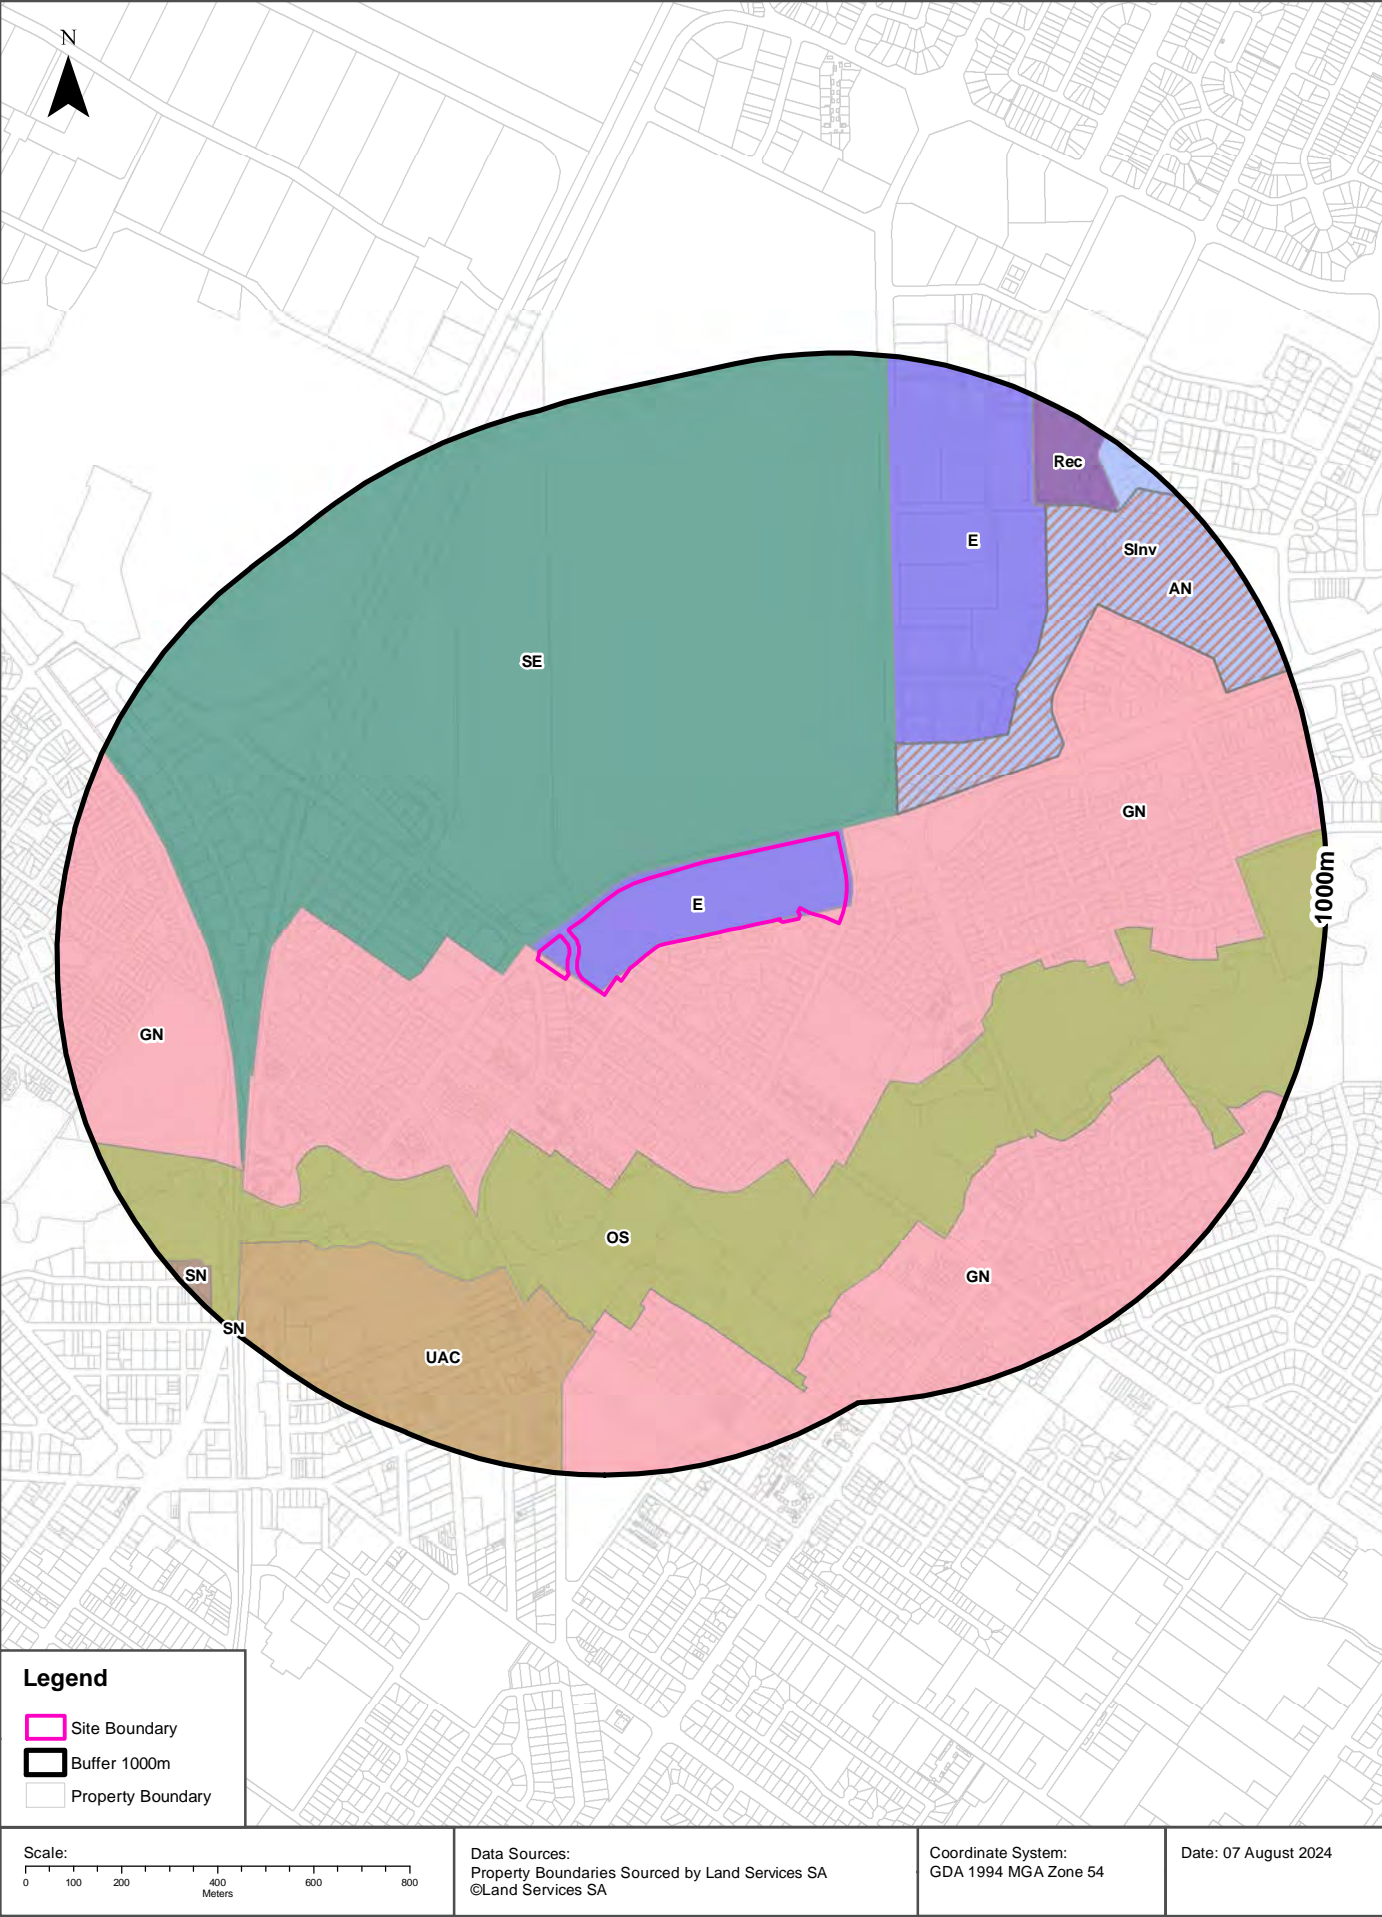 N
Rec
E
SInv
AN
SE
GN
1000m
E
GN
OS
SN
GN
SN
UAC
Legend
Site Boundary
Buffer 1000m
Property Boundary
Scale:
0 100 200 400 600 800
Meters
Data Sources:
Property Boundaries Sourced by Land Services SA
©Land Services SA
Coordinate System:
GDA 1994 MGA Zone 54
Date: 07 August 2024